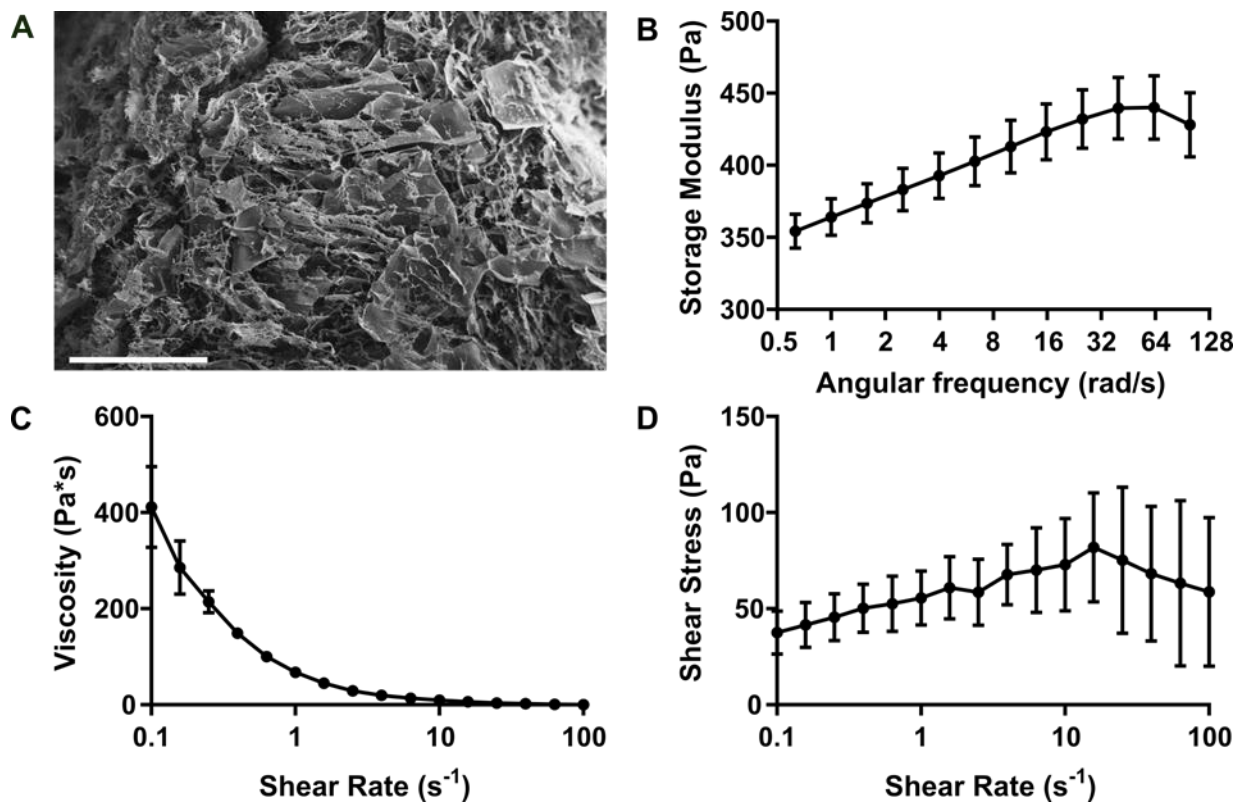 A
B
Storage Modulus (Pa)
500
450
400
350
300
0.5 1 2 4 8 16 32 64 128
Angular frequency (rad/s)
C
Viscosity (Pa*s)
600
400
200
0
0.1 1 10 100
Shear Rate (s⁻¹)
D
Shear Stress (Pa)
150
100
50
0
0.1 1 10 100
Shear Rate (s⁻¹)